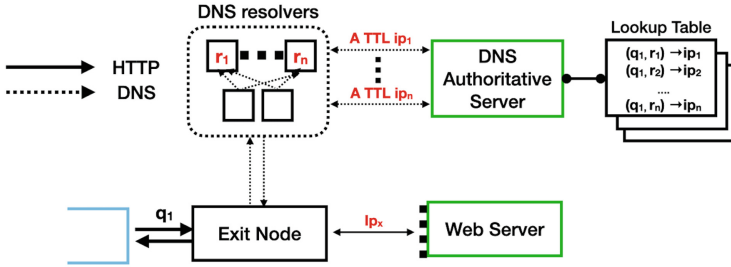 DNS resolvers
Lookup Table
HTTP
DNS
r1 rn
A TTL ip1
A TTL ipn
DNS
Authoritative
Server
(q1, r1) → ip1
(q1, r2) → ip2
....
(q1, rn) → ipn
q1
Exit Node
Ipx
Web Server